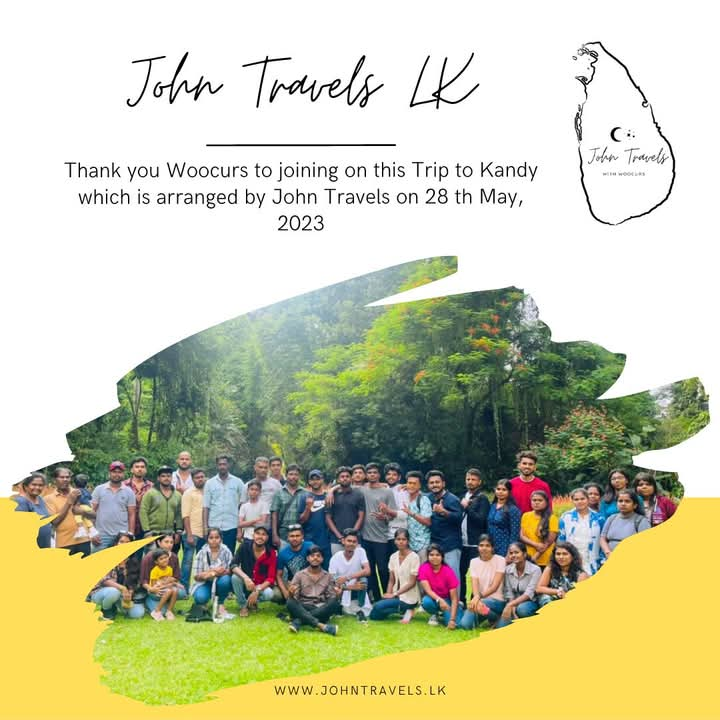 John Travels LK
Thank you Woocurs to joining on this Trip to Kandy
which is arranged by John Travels on 28 th May,
2023
John Travels
WITH WOOCURS
WWW.JOHNTRAVELS.LK